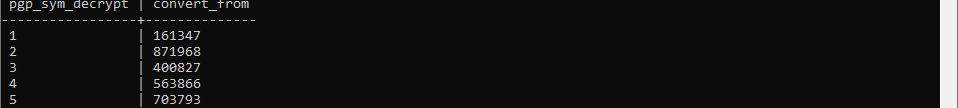 pgp_sym_decrypt | convert_from
-----------------+--------------
1 | 161347
2 | 871968
3 | 400827
4 | 563866
5 | 703793